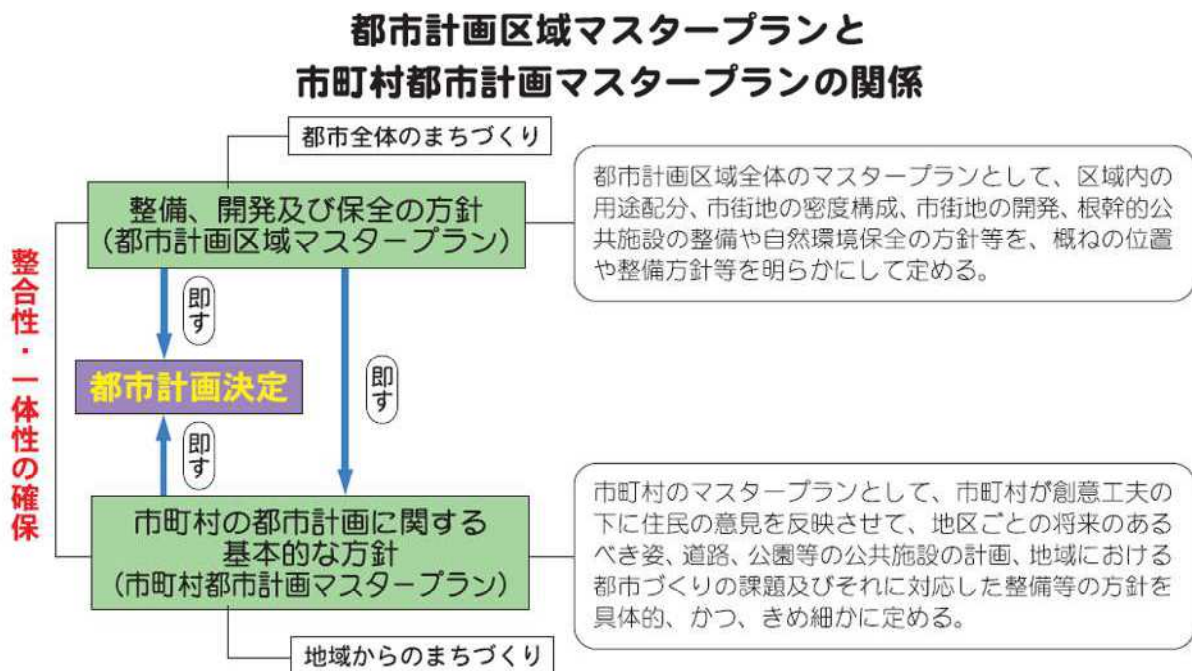 都市計画区域マスタープランと
市町村都市計画マスタープランの関係
都市全体のまちづくり
整備、開発及び保全の方針
（都市計画区域マスタープラン）
都市計画区域全体のマスタープランとして、区域内の
用途配分、市街地の密度構成、市街地の開発、根幹的公
共施設の整備や自然環境保全の方針等を、概ねの位置
や整備方針等を明らかにして定める。
整合性・一体性の確保
即す
都市計画決定
即す
即す
市町村の都市計画に関する
基本的な方針
（市町村都市計画マスタープラン）
市町村のマスタープランとして、市町村が創意工夫の
下に住民の意見を反映させて、地区ごとの将来のある
べき姿、道路、公園等の公共施設の計画、地域における
都市づくりの課題及びそれに対応した整備等の方針を
具体的、かつ、きめ細かに定める。
地域からのまちづくり